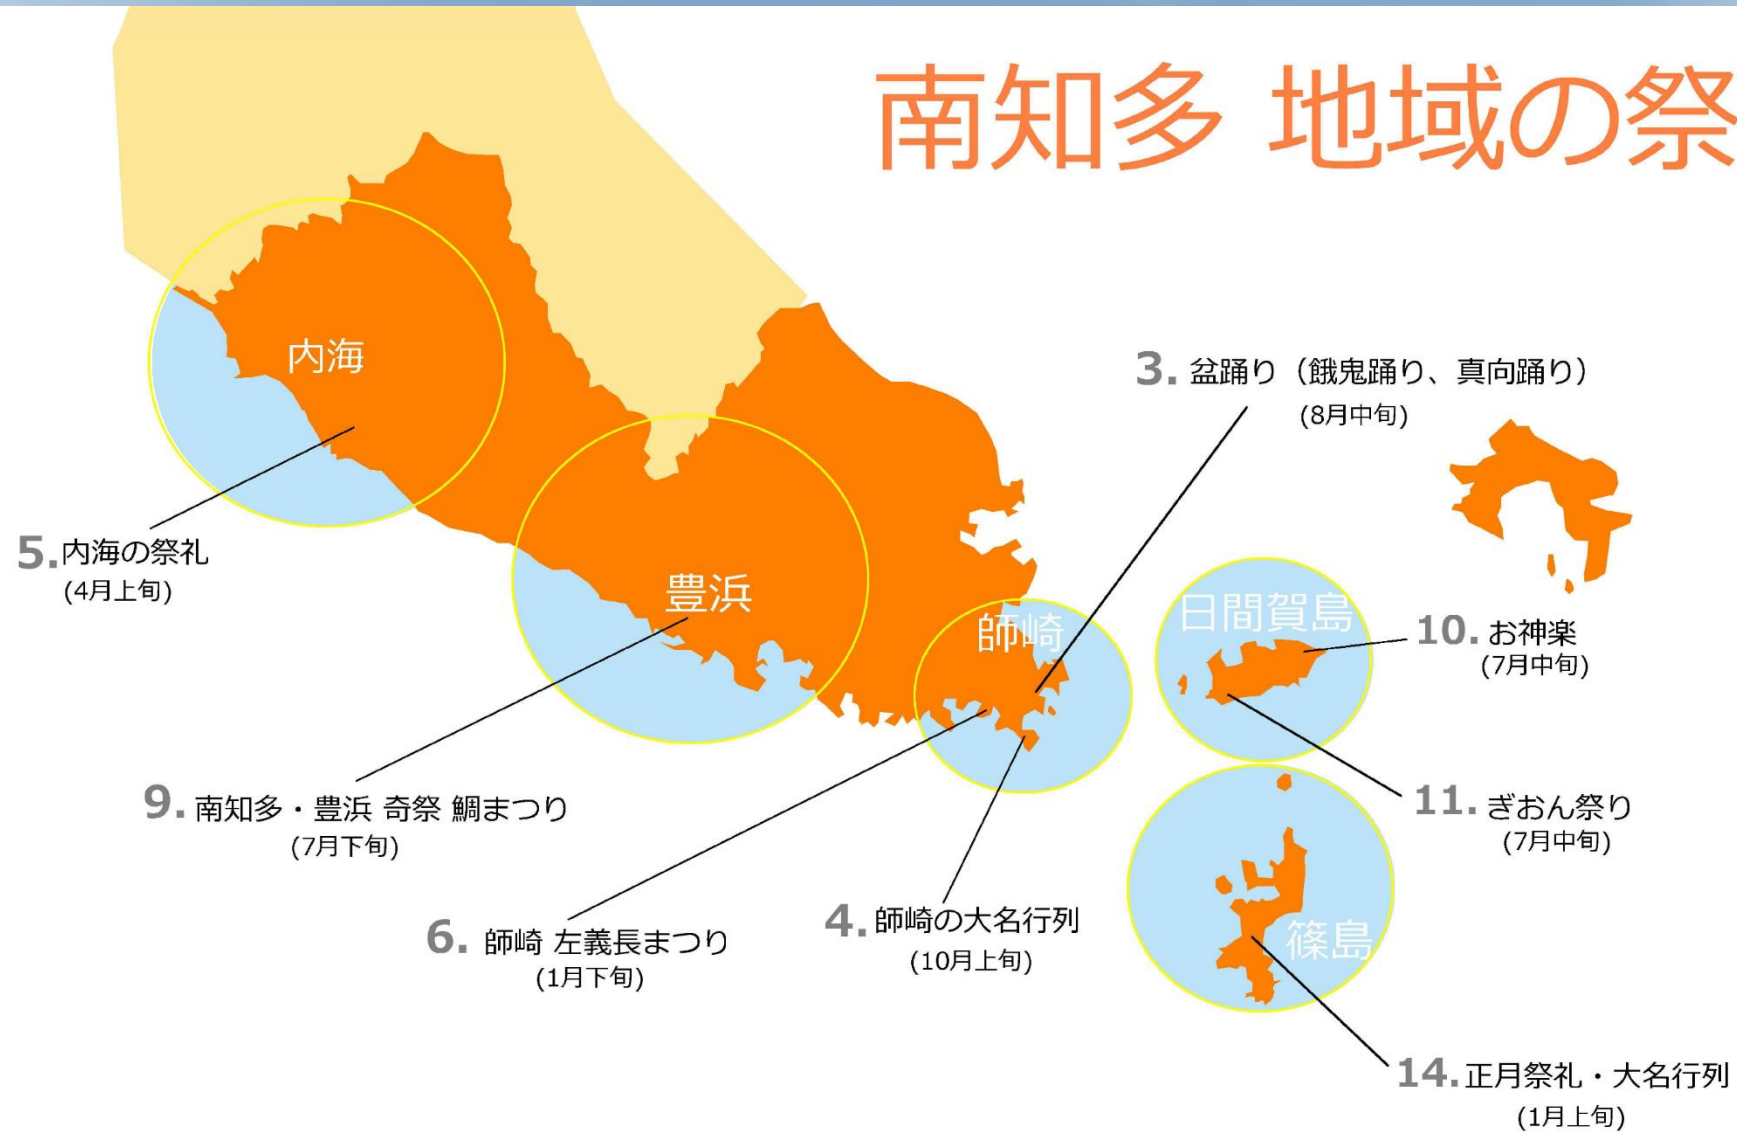 南知多 地域の祭
内海
3. 盆踊り（餓鬼踊り、真向踊り）
(8月中旬)
5.内海の祭礼
(4月上旬)
豊浜
師崎
日間賀島
10.お神楽
(7月中旬)
9.南知多・豊浜 奇祭 鯛まつり
(7月下旬)
11.ぎおん祭り
(7月中旬)
6. 師崎 左義長まつり
(1月下旬)
4.師崎の大名行列
(10月上旬)
篠島
14.正月祭礼・大名行列
(1月上旬)